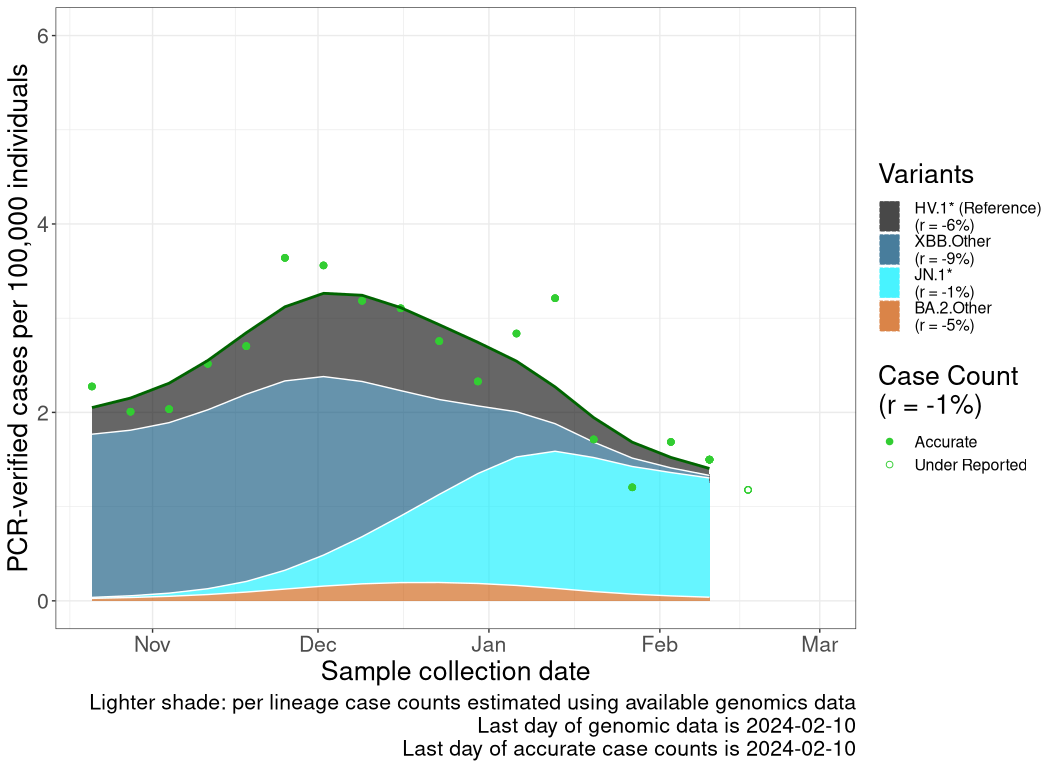 PCR-verified cases per 100,000 individuals
6
4
2
0
Nov
Dec
Jan
Feb
Mar
Sample collection date
Variants
HV.1* (Reference)
(r = -6%)
XBB.Other
(r = -9%)
JN.1*
(r = -1%)
BA.2.Other
(r = -5%)
Case Count
(r = -1%)
Accurate
Under Reported
Lighter shade: per lineage case counts estimated using available genomics data
Last day of genomic data is 2024-02-10
Last day of accurate case counts is 2024-02-10